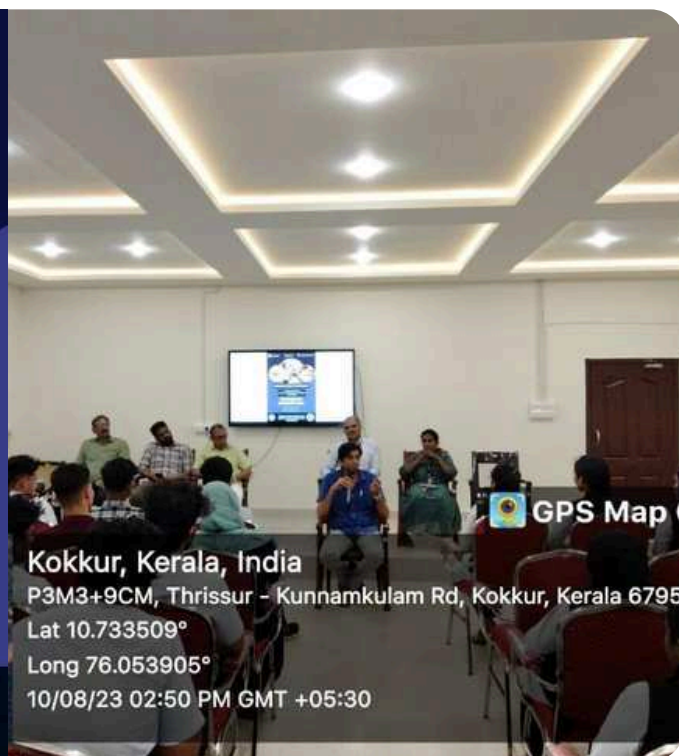 GPS Map
Kokkur, Kerala, India
P3M3+9CM, Thrissur - Kunnamkulam Rd, Kokkur, Kerala 6795
Lat 10.733509°
Long 76.053905°
10/08/23 02:50 PM GMT +05:30